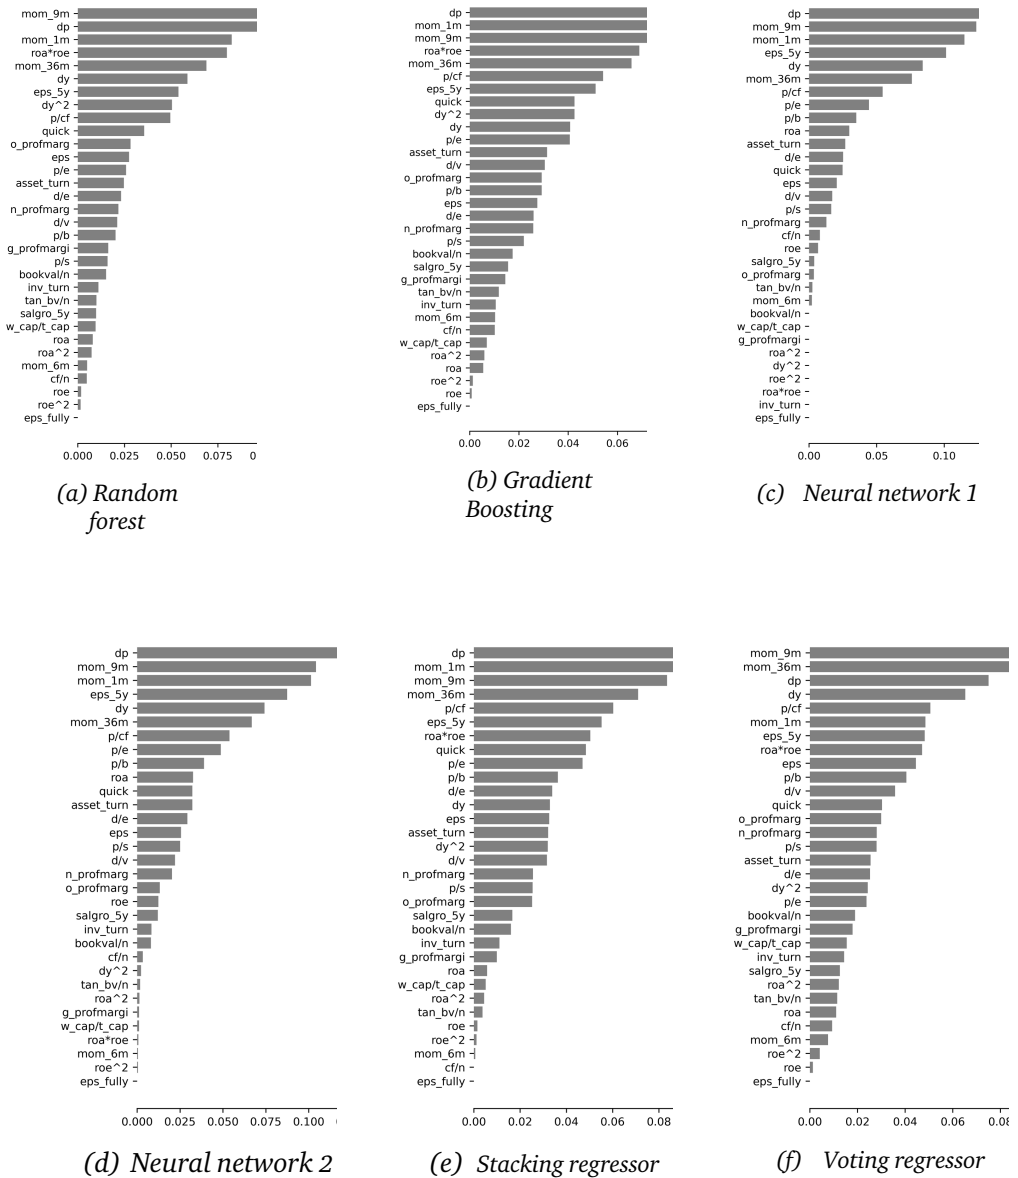 mom_9m
dp
mom_1m
roa*roe
mom_36m
dy
eps_5y
dy^2
p/cf
quick
o_profmarg
eps
p/e
asset_turn
d/e
n_profmarg
d/v
p/b
g_profmargi
p/s
bookval/n
inv_turn
tan_bv/n
salgro_5y
w_cap/t_cap
roa
roa^2
mom_6m
cf/n
roe
roe^2
eps_fully
0.000 0.025 0.050 0.075 0
(a) Random
forest
dp
mom_1m
mom_9m
roa*roe
mom_36m
p/cf
eps_5y
quick
dy^2
dy
p/e
asset_turn
d/v
o_profmarg
p/b
eps
d/e
n_profmarg
p/s
bookval/n
salgro_5y
g_profmargi
tan_bv/n
inv_turn
mom_6m
cf/n
w_cap/t_cap
roa^2
roa
roe^2
roe
eps_fully
0.00 0.02 0.04 0.06
(b) Gradient
Boosting
dp
mom_9m
mom_1m
eps_5y
dy
mom_36m
p/cf
p/e
p/b
roa
asset_turn
d/e
quick
eps
d/v
p/s
n_profmarg
cf/n
roe
salgro_5y
o_profmarg
tan_bv/n
mom_6m
bookval/n
w_cap/t_cap
g_profmargi
roa^2
dy^2
roe^2
roa*roe
inv_turn
eps_fully
0.00 0.05 0.10
(c) Neural network 1
dp
mom_9m
mom_1m
eps_5y
dy
mom_36m
p/cf
p/e
p/b
roa
quick
asset_turn
d/e
eps
p/s
d/v
n_profmarg
o_profmarg
roe
salgro_5y
inv_turn
bookval/n
cf/n
dy^2
tan_bv/n
roa^2
g_profmargi
w_cap/t_cap
roa*roe
mom_6m
roe^2
eps_fully
0.000 0.025 0.050 0.075 0.100
(d) Neural network 2
dp
mom_1m
mom_9m
mom_36m
p/cf
eps_5y
roa*roe
quick
p/e
p/b
d/e
dy
eps
asset_turn
dy^2
d/v
n_profmarg
p/s
o_profmarg
salgro_5y
bookval/n
inv_turn
g_profmargi
roa
w_cap/t_cap
roa^2
tan_bv/n
roe
roe^2
mom_6m
cf/n
eps_fully
0.00 0.02 0.04 0.06 0.08
(e) Stacking regressor
mom_9m
mom_36m
dp
dy
p/cf
mom_1m
eps_5y
roa*roe
eps
p/b
d/v
quick
o_profmarg
n_profmarg
p/s
asset_turn
d/e
dy^2
p/e
bookval/n
g_profmargi
w_cap/t_cap
inv_turn
salgro_5y
roa^2
tan_bv/n
roa
cf/n
mom_6m
roe^2
roe
eps_fully
0.00 0.02 0.04 0.06 0.08
(f) Voting regressor